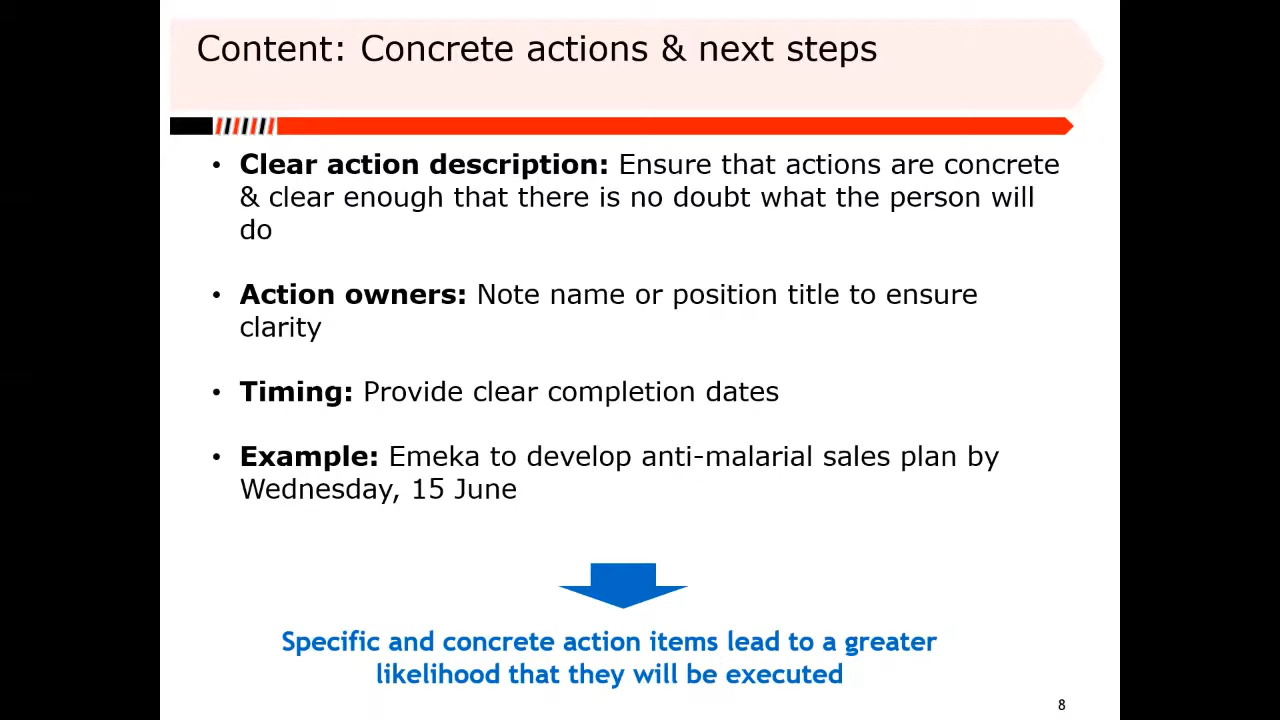 Content: Concrete actions & next steps
• Clear action description: Ensure that actions are concrete
& clear enough that there is no doubt what the person will
do
• Action owners: Note name or position title to ensure
clarity
• Timing: Provide clear completion dates
• Example: Emeka to develop anti-malarial sales plan by
Wednesday, 15 June
Specific and concrete action items lead to a greater
likelihood that they will be executed
8